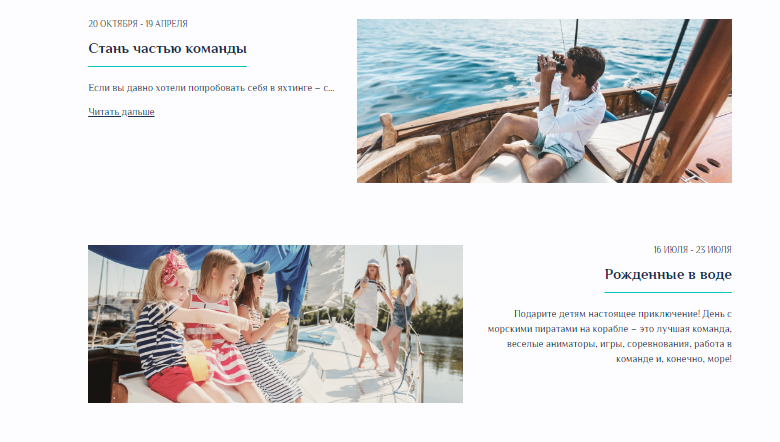 20 ОКТЯБРЯ - 19 АПРЕЛЯ
Стань частью команды
Если вы давно хотели попробовать себя в яхтинге – с...
Читать дальше
16 ИЮЛЯ - 23 ИЮЛЯ
Рожденные в воде
Подарите детям настоящее приключение! День с
морскими пиратами на корабле – это лучшая команда,
веселые аниматоры, игры, соревнования, работа в
команде и, конечно, море!